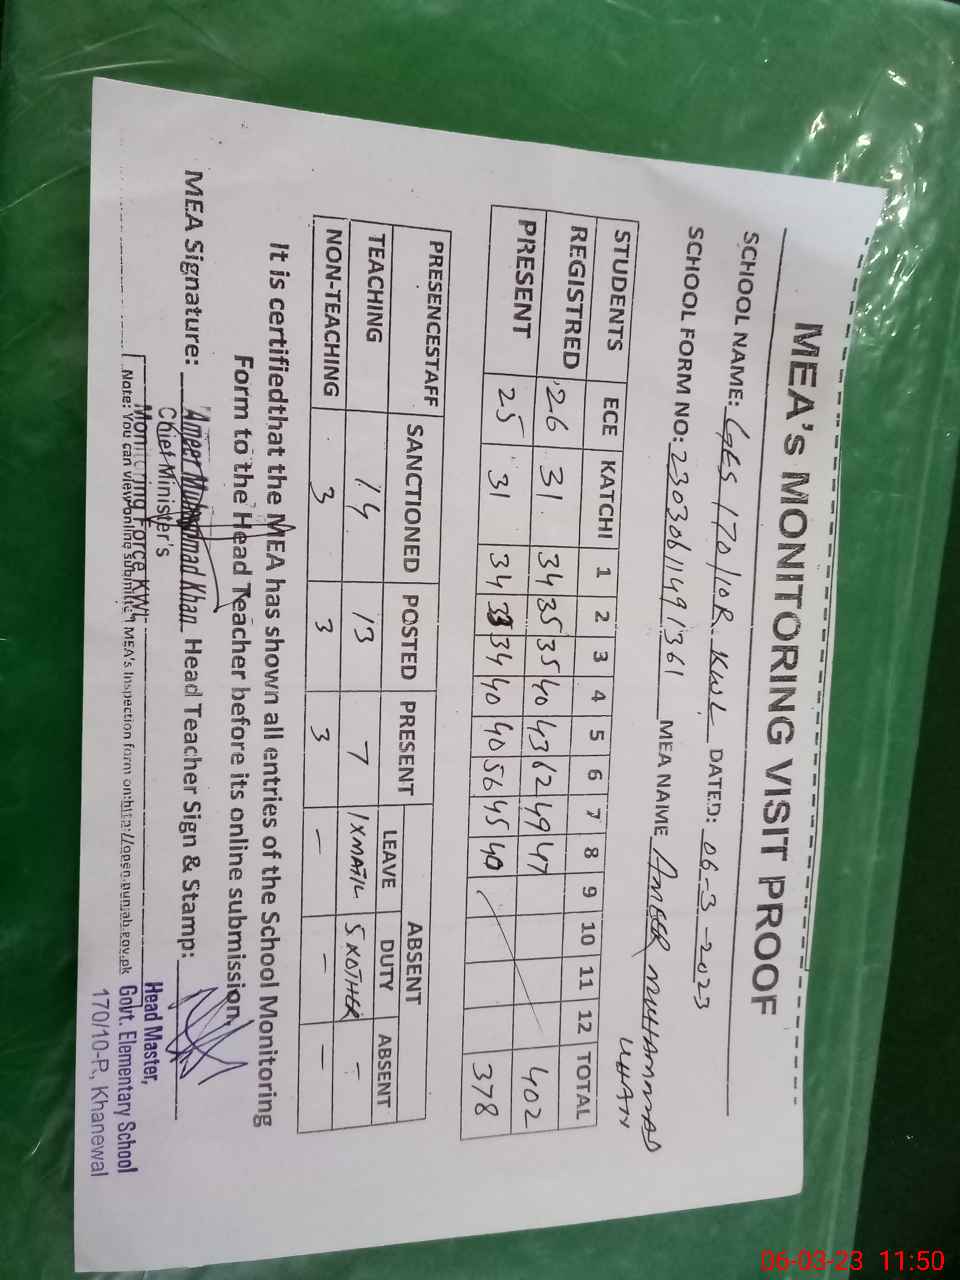 MEA's MONITORING VISIT PROOF
SCHOOL NAME: GES 170/10R KWL DATED: 06-3-2023
SCHOOL FORM NO: 23030611491361 MEA NAME AMEER MUHAMMAD KHAN
STUDENTS ECE KATCHI 1 2 3 4 5 6 7 8 9 10 11 12 TOTAL
REGISTRED 26 31 34 35 35 40 43 62 49 47 402
PRESENT 25 31 34 33 34 40 40 56 45 40 378
PRESENCESTAFF SANCTIONED POSTED PRESENT ABSENT
LEAVE DUTY ABSENT
TEACHING 14 13 7 1XMATIL 5XOTHER -
NON-TEACHING 3 3 3 - - -
It is certifiedthat the MEA has shown all entries of the School Monitoring
Form to the Head Teacher before its online submission.
MEA Signature: Ameer Muhammad Khan Head Teacher Sign & Stamp:
Chief Minister's
Monitoring Force KWL
Note: You can view online submitted MEA's Inspection form on:http://open.punjab.gov.pk
Head Master,
Govt. Elementary School
170/10-R, Khanewal
06-03-23 11:50